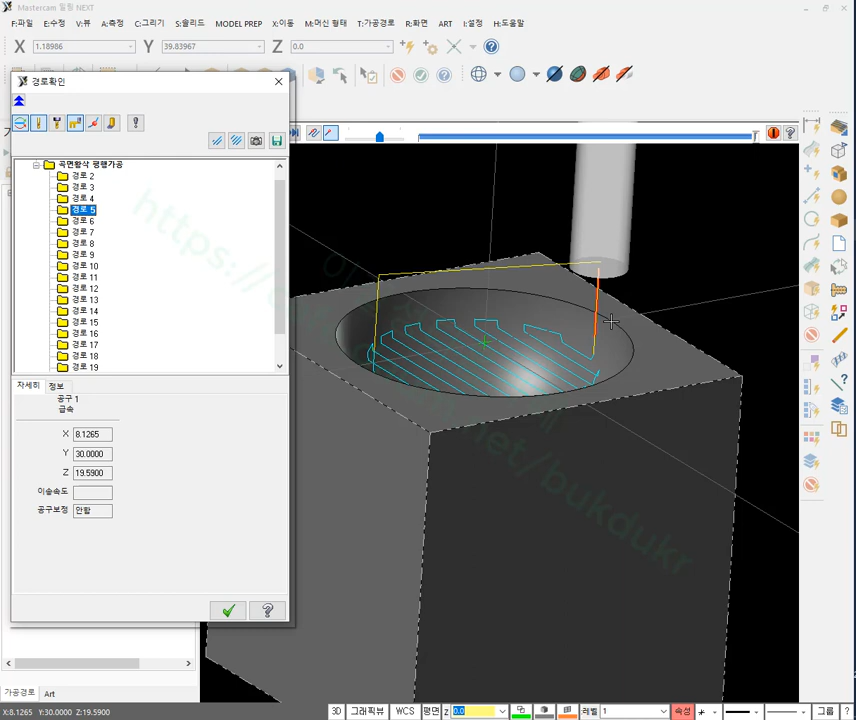 Mastercam 밀링 NEXT
F:파일 E:수정 V:뷰 A:측정 C:그리기 S:솔리드 MODEL PREP X:이동 M:머신 형태 T:가공경로 R:화면 ART I:설정 H:도움말
X 1.18986 Y 39.83967 Z 0.0
경로확인
곡면황삭 평행가공
경로 2
경로 3
경로 4
경로 5
경로 6
경로 7
경로 8
경로 9
경로 10
경로 11
경로 12
경로 13
경로 14
경로 15
경로 16
경로 17
경로 18
경로 19
자세히 정보
공구 1
급속
X 8.1265
Y 30.0000
Z 19.5900
이송속도
공구보정 안함
가공경로 Art
X:8.1265 Y:30.0000 Z:19.5900
3D 그래픽뷰 WCS 평면 Z 0.0 레벨 1 속성 그룹 ?